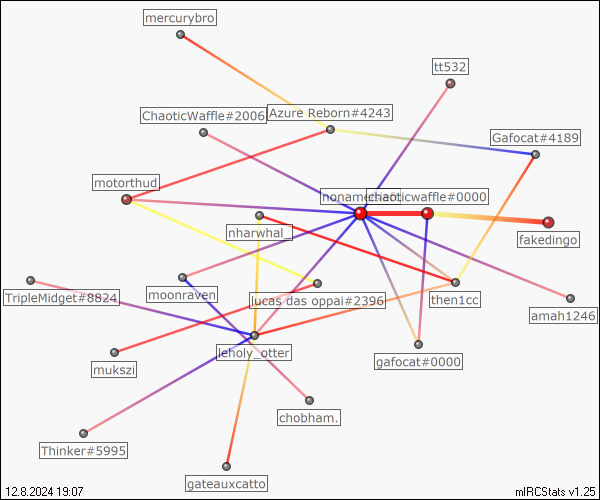 mercurybro
tt532
ChaoticWaffle#2006
Azure Reborn#4243
Gafocat#4189
motorthud
chaoticwaffle#0000
nharwhal_
fakedingo
TripleMidget#8824
moonraven
lucas das oppai#2396
then1cc
amah1246
leholy_otter
mukszi
gafocat#0000
chobham.
Thinker#5995
gateauxcatto
12.8.2024 19:07
mIRCStats v1.25